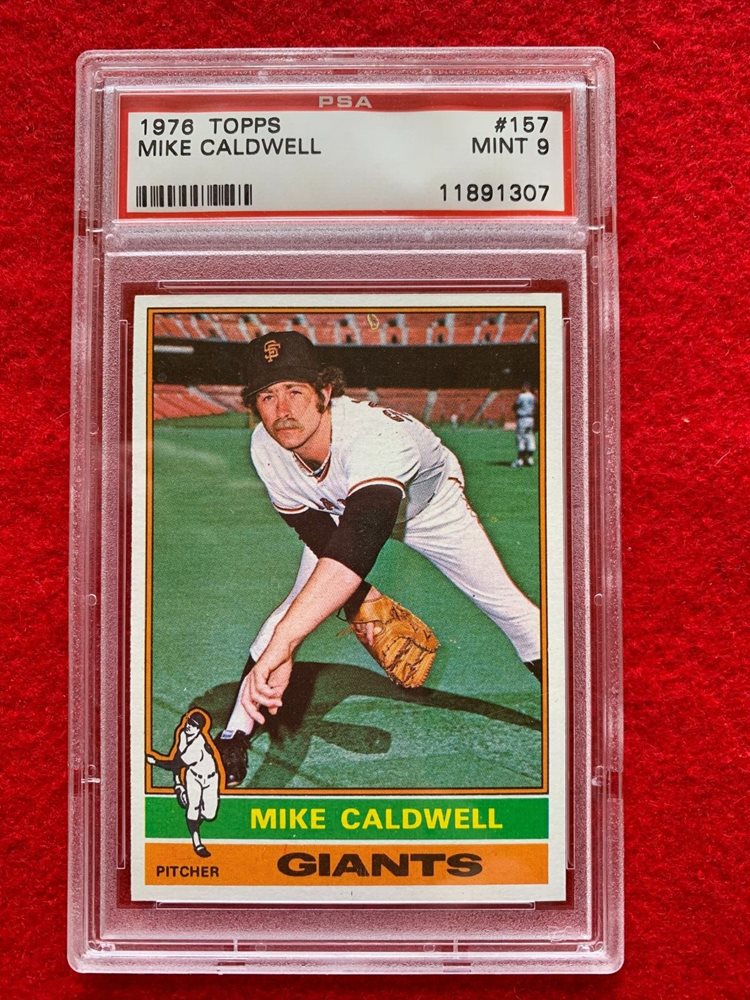 PSA
1976 TOPPS #157
MIKE CALDWELL MINT 9
11891307
SF
MIKE CALDWELL
GIANTS
PITCHER